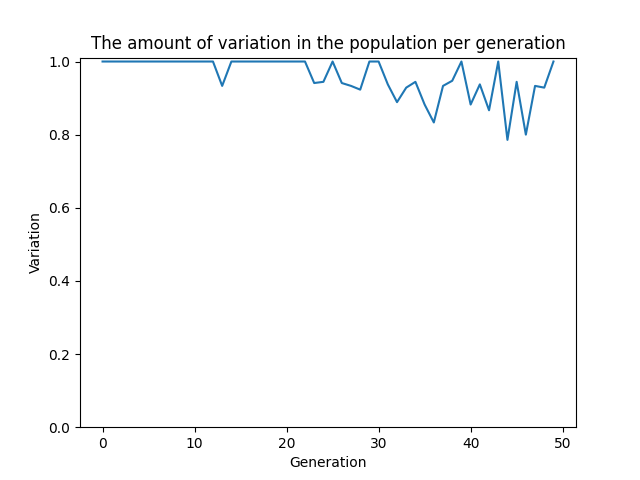 The amount of variation in the population per generation
1.0
0.8
0.6
0.4
0.2
0.0
Variation
0 10 20 30 40 50
Generation